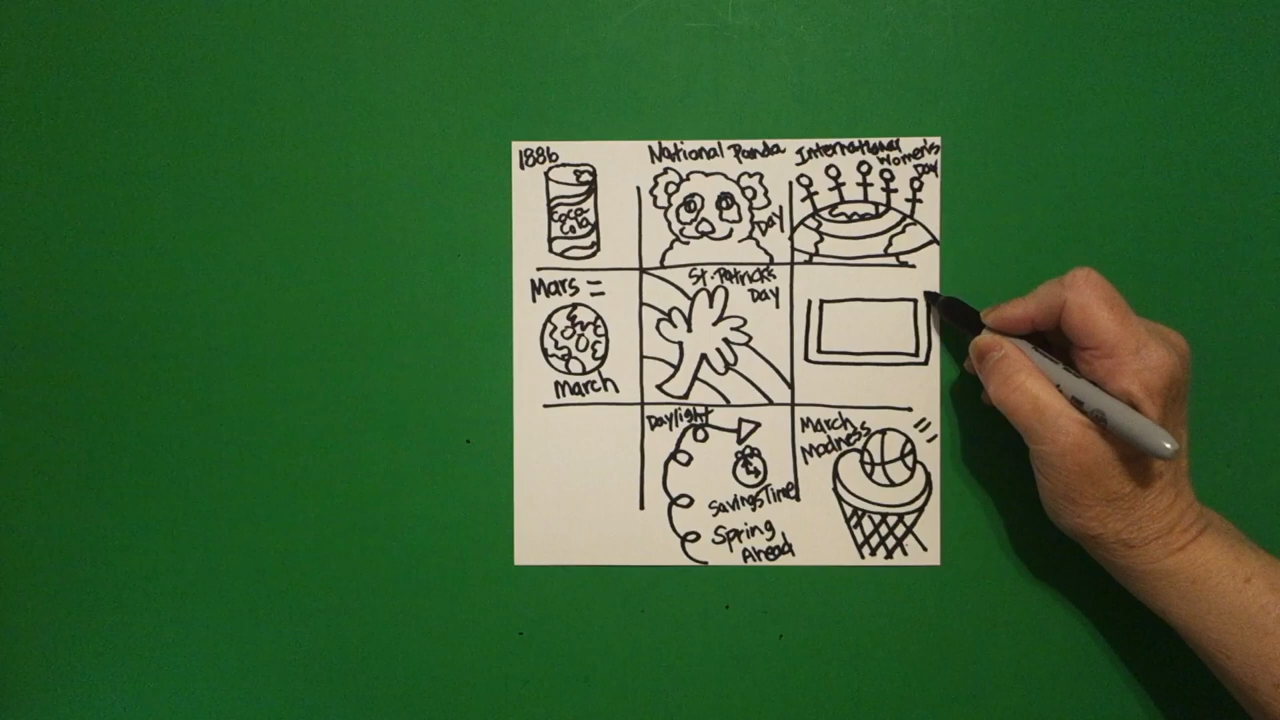 1886
Coca
Cola
National Panda
Day
International
Women's
Day
Mars =
March
St. Patrick's
Day
Daylight
Savings Time
Spring
Ahead
March
Madness